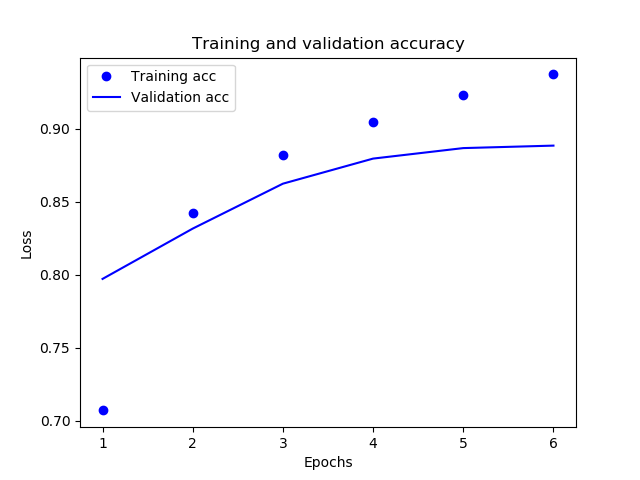 Training and validation accuracy
Training acc
Validation acc
0.90
0.85
0.80
0.75
0.70
Loss
1 2 3 4 5 6
Epochs